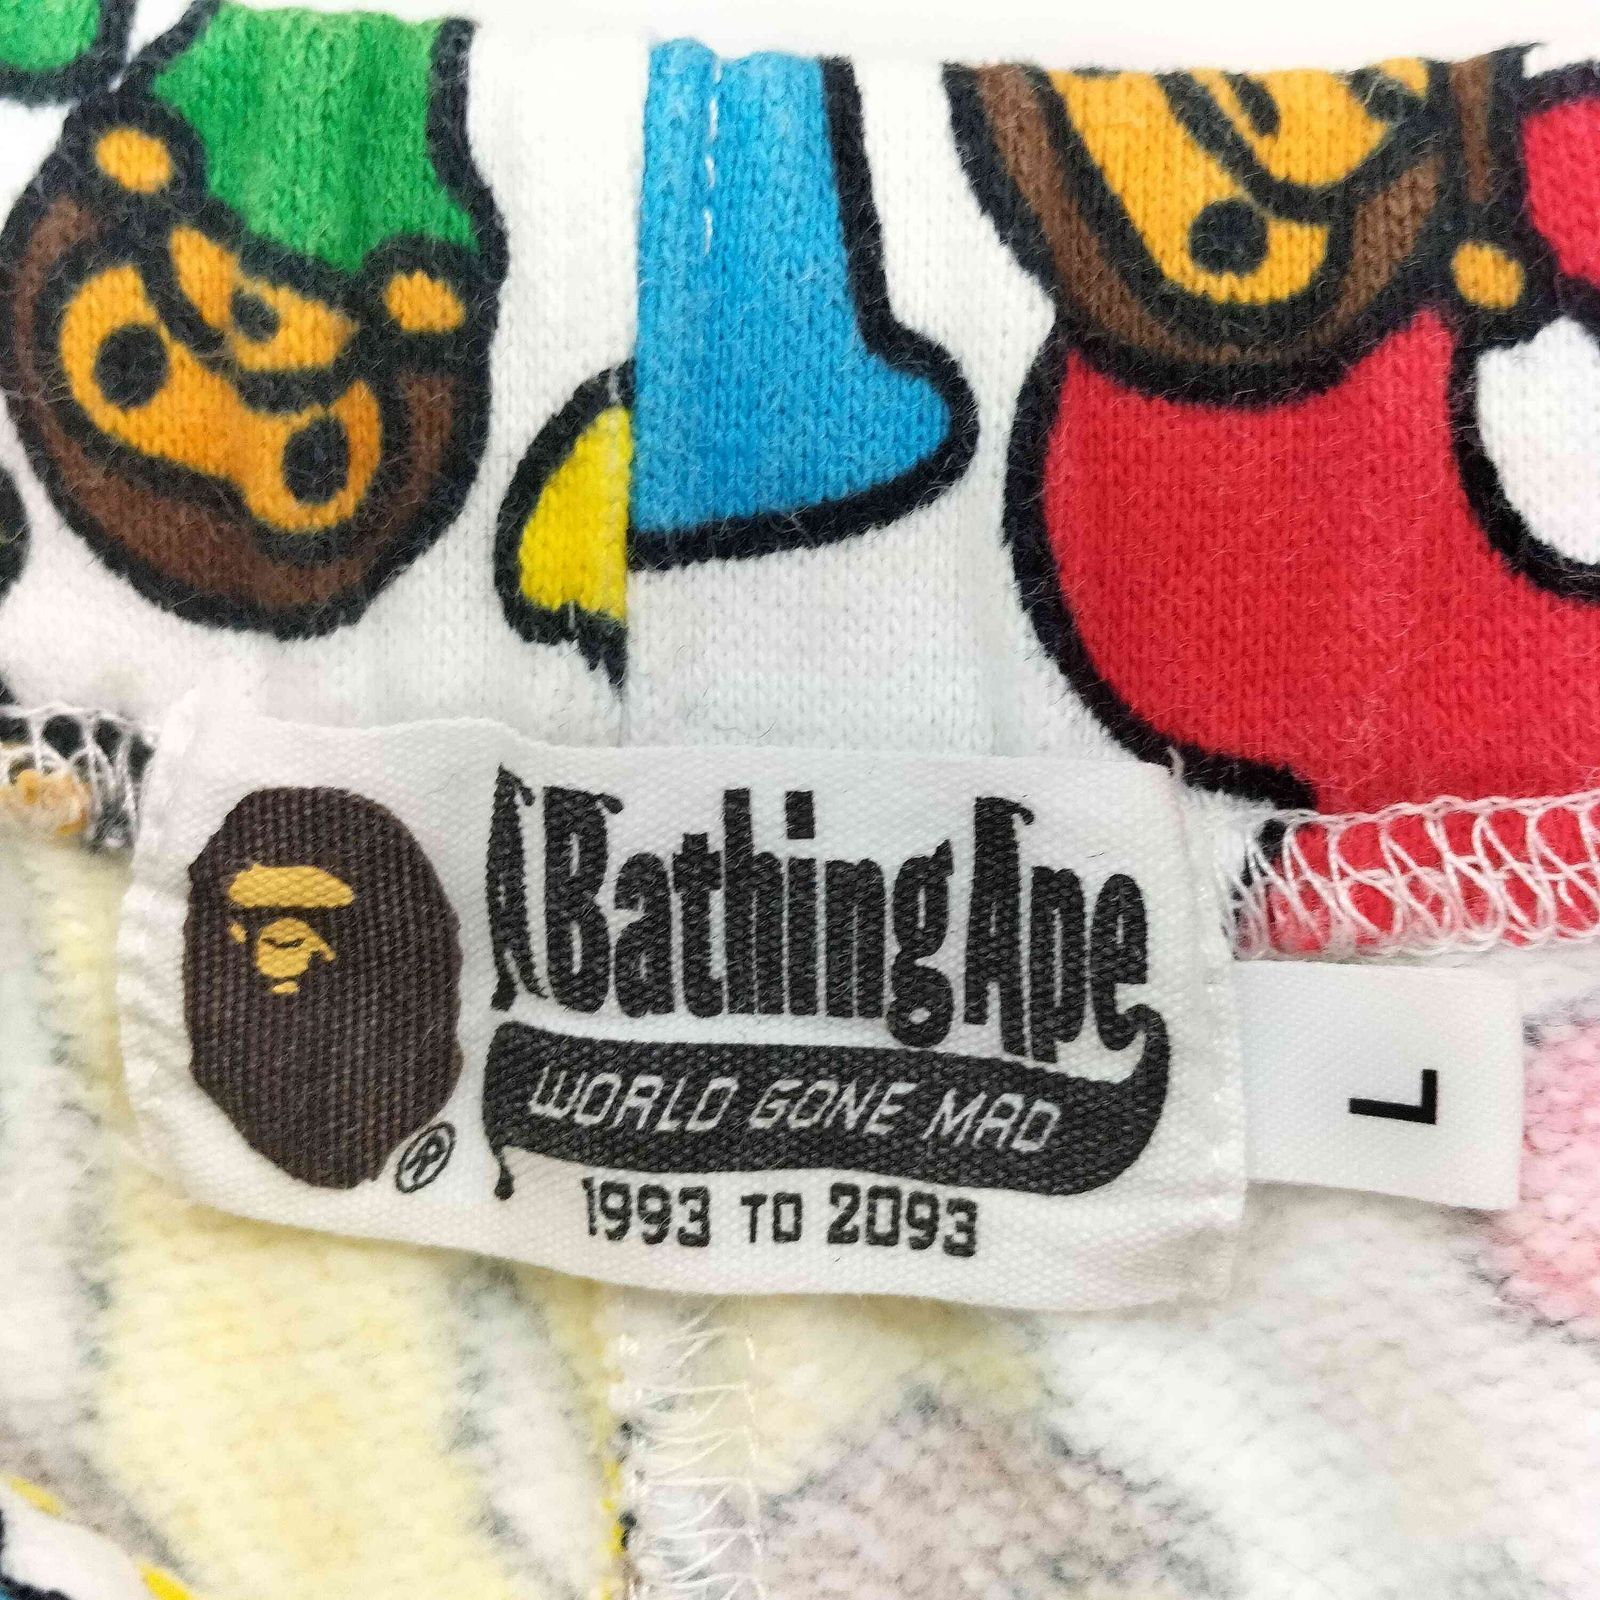 A Bathing Ape
WORLD GONE MAD
1993 TO 2093
®
L